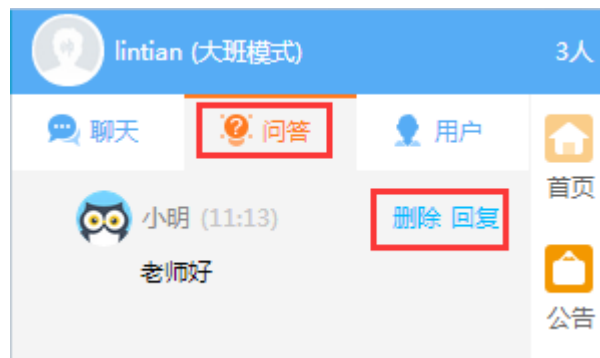 lintian (大班模式) 3人
聊天 问答 用户
首页
小明 (11:13) 删除 回复
老师好
公告